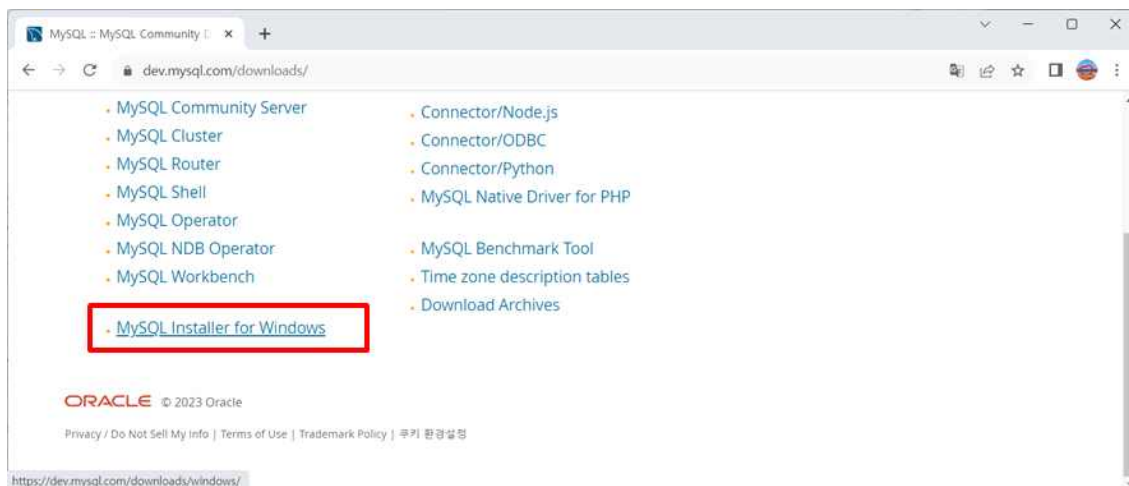 MySQL :: MySQL Community D
dev.mysql.com/downloads/
MySQL Community Server
MySQL Cluster
MySQL Router
MySQL Shell
MySQL Operator
MySQL NDB Operator
MySQL Workbench
MySQL Installer for Windows
Connector/Node.js
Connector/ODBC
Connector/Python
MySQL Native Driver for PHP
MySQL Benchmark Tool
Time zone description tables
Download Archives
ORACLE © 2023 Oracle
Privacy / Do Not Sell My Info | Terms of Use | Trademark Policy | 쿠키 환경설정
https://dev.mysql.com/downloads/windows/